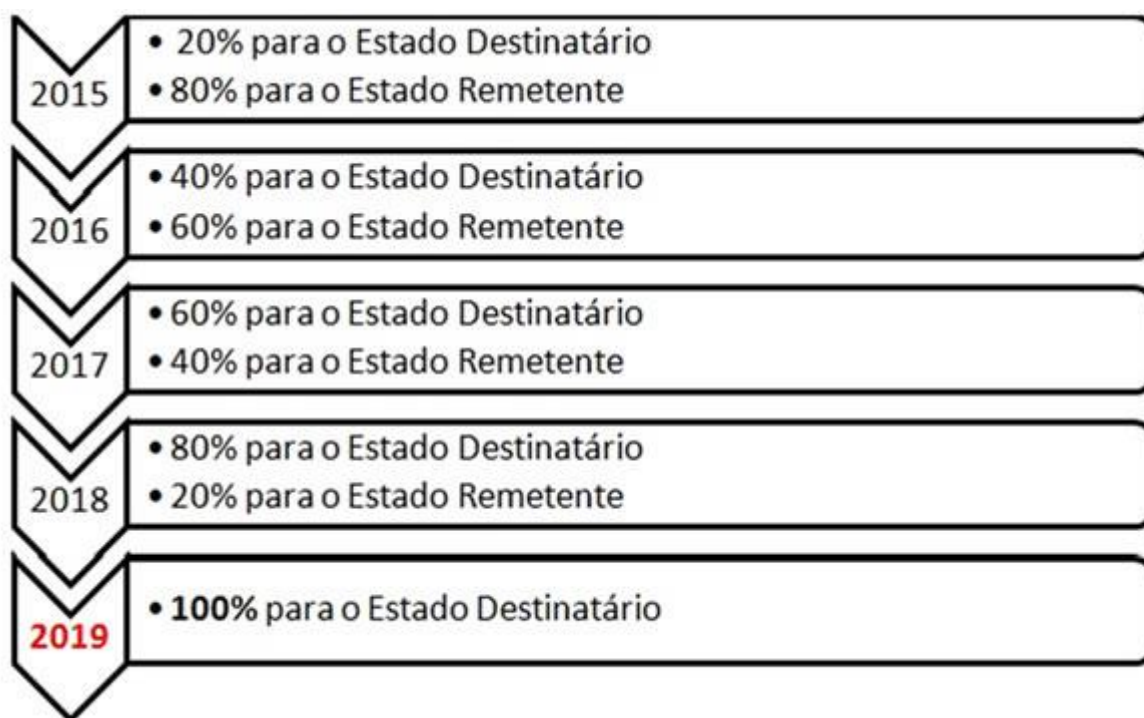 2015
• 20% para o Estado Destinatário
• 80% para o Estado Remetente
2016
• 40% para o Estado Destinatário
• 60% para o Estado Remetente
2017
• 60% para o Estado Destinatário
• 40% para o Estado Remetente
2018
• 80% para o Estado Destinatário
• 20% para o Estado Remetente
2019
• 100% para o Estado Destinatário